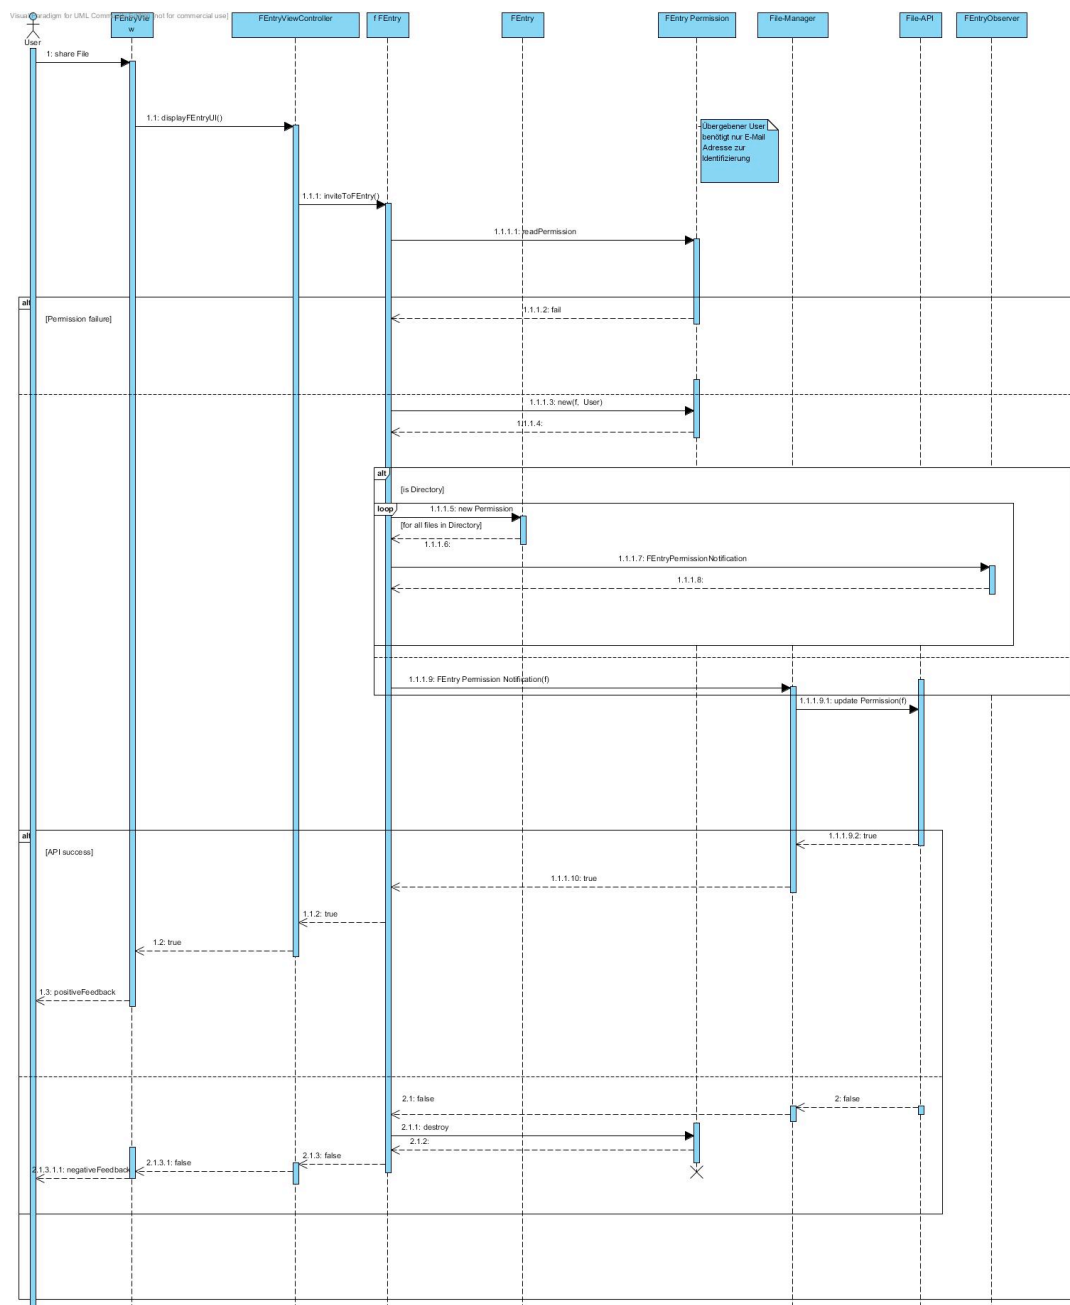 Visual Paradigm for UML Comm [not for commercial use]
FEntryVie
w
FEntryViewController
f FEntry
FEntry
FEntry Permission
File-Manager
File-API
FEntryObserver
User
1: share File
1.1: displayFEntryUI()
Übergebener User
benötigt nur E-Mail
Adresse zur
Identifizierung
1.1.1: inviteToFEntry()
1.1.1.1: readPermission
alt
1.1.1.2: fail
[Permission failure]
1.1.1.3: new(f, User)
1.1.1.4:
alt
[is Directory]
loop
1.1.1.5: new Permission
[for all files in Directory]
1.1.1.6:
1.1.1.7: FEntryPermissionNotification
1.1.1.8:
1.1.1.9: FEntry Permission Notification(f)
1.1.1.9.1: update Permission(f)
alt
1.1.1.9.2: true
[API success]
1.1.1.10: true
1.1.2: true
1.2: true
1.3: positiveFeedback
2.1: false
2: false
2.1.1: destroy
2.1.2:
2.1.3: false
2.1.3.1: false
2.1.3.1.1: negativeFeedback